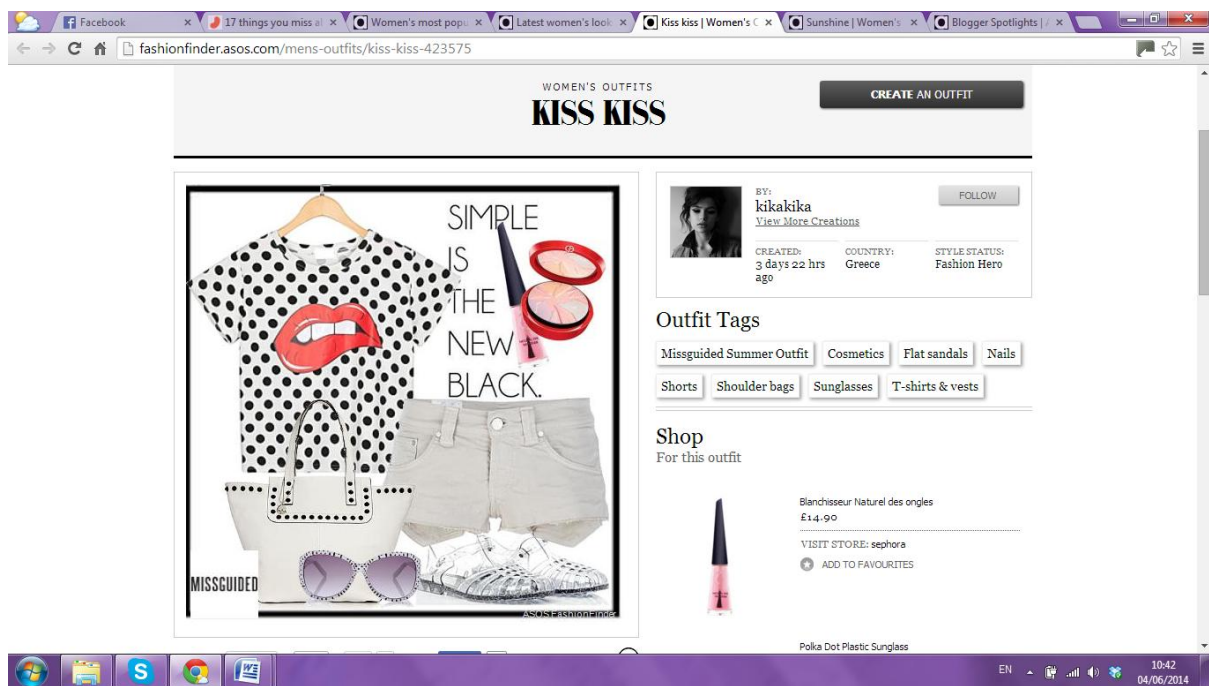 Facebook
17 things you miss al
Women's most popu
Latest women's look
Kiss kiss | Women's C
Sunshine | Women's
Blogger Spotlights | A
fashionfinder.asos.com/mens-outfits/kiss-kiss-423575
WOMEN'S OUTFITS
KISS KISS
CREATE AN OUTFIT
SIMPLE
IS
THE
NEW
BLACK.
MISSGUIDED
ASOS FashionFinder
BY:
kikakika
View More Creations
FOLLOW
CREATED:
3 days 22 hrs
ago
COUNTRY:
Greece
STYLE STATUS:
Fashion Hero
Outfit Tags
Missguided Summer Outfit Cosmetics Flat sandals Nails
Shorts Shoulder bags Sunglasses T-shirts & vests
Shop
For this outfit
Blanchisseur Naturel des ongles
£14.90
VISIT STORE: sephora
ADD TO FAVOURITES
Polka Dot Plastic Sunglass
EN
10:42
04/06/2014